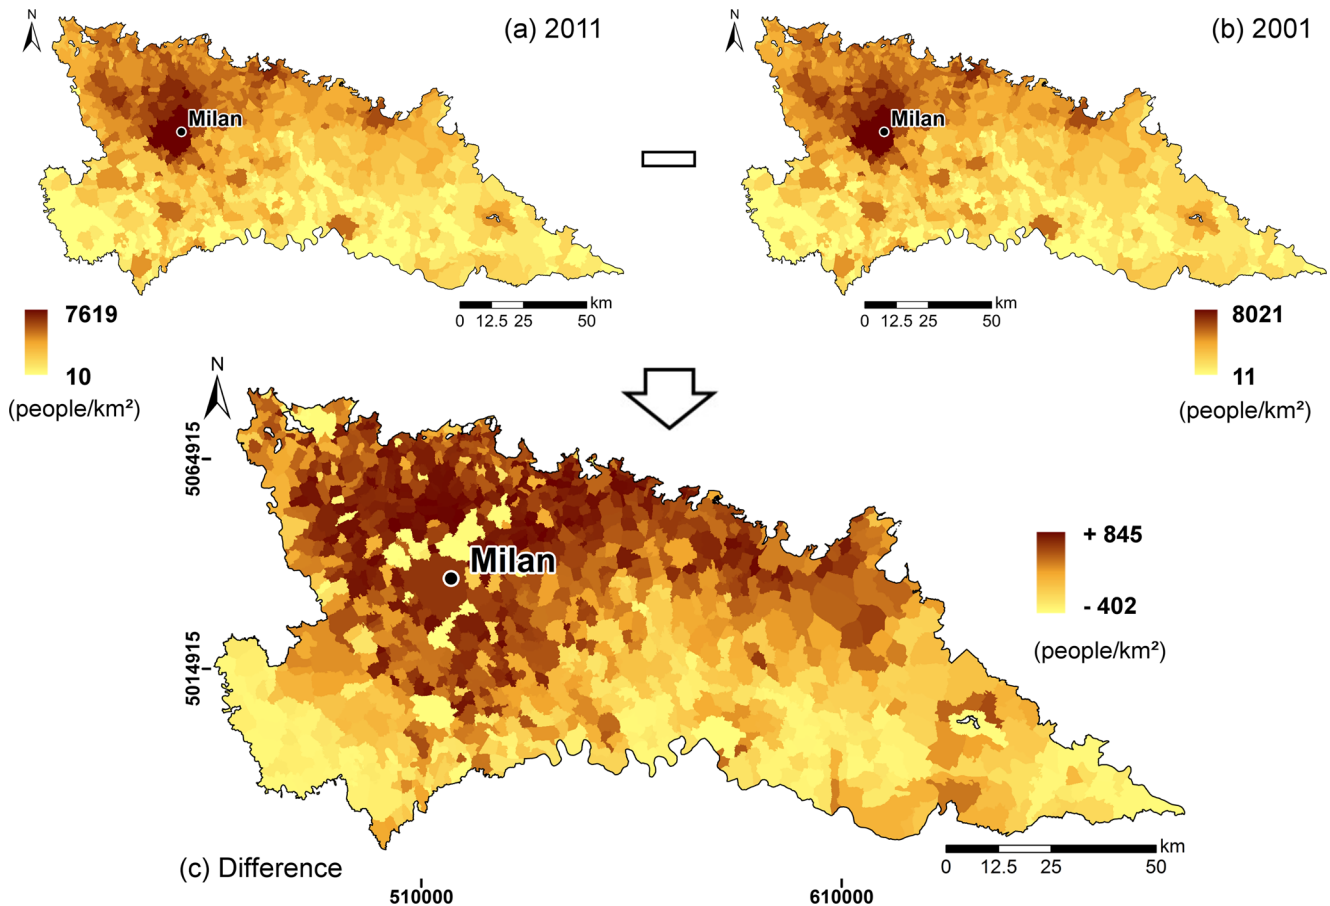 N
(a) 2011
Milan
0 12.5 25 50
km
7619
10
(people/km²)
N
(b) 2001
Milan
0 12.5 25 50
km
8021
11
(people/km²)
N
5064915
5014915
Milan
+ 845
- 402
(people/km²)
km
0 12.5 25 50
(c) Difference
510000 610000